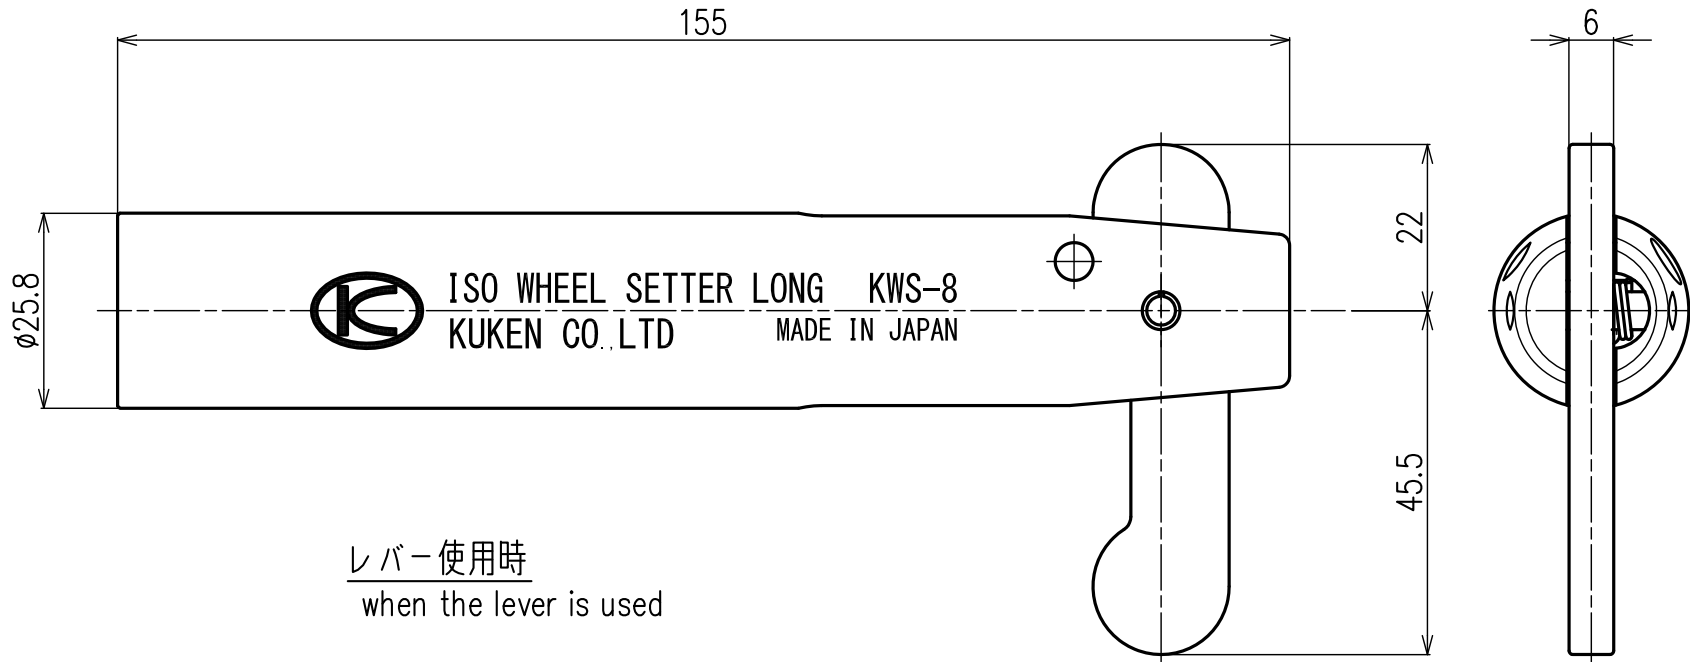 155
6
22
ø25.8
K
ISO WHEEL SETTER LONG KWS-8
KUKEN CO.,LTD MADE IN JAPAN
45.5
レバー使用時
when the lever is used